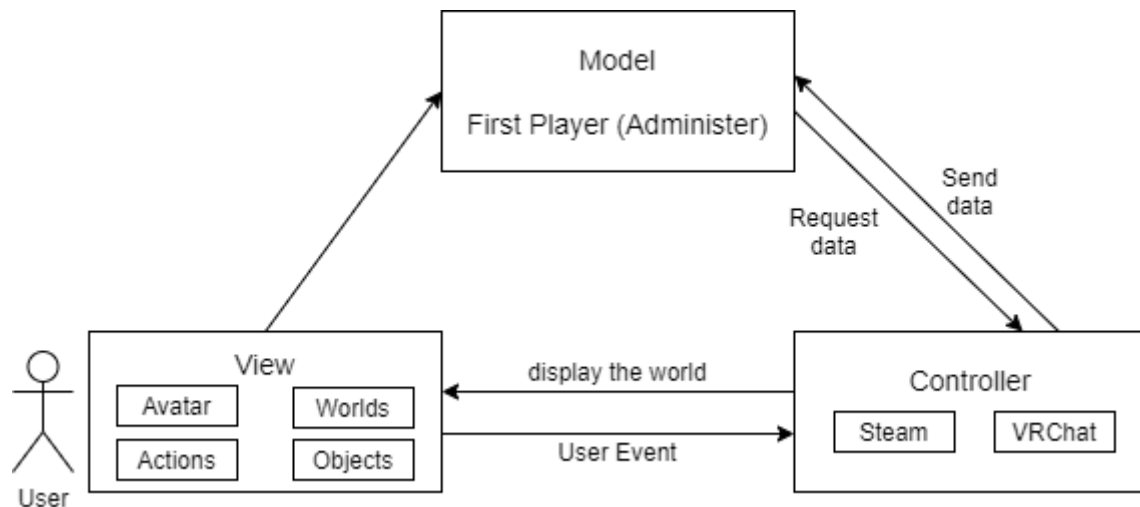 Model
First Player (Administer)
Send
data
Request
data
View
Avatar
Worlds
Actions
Objects
User
display the world
User Event
Controller
Steam
VRChat